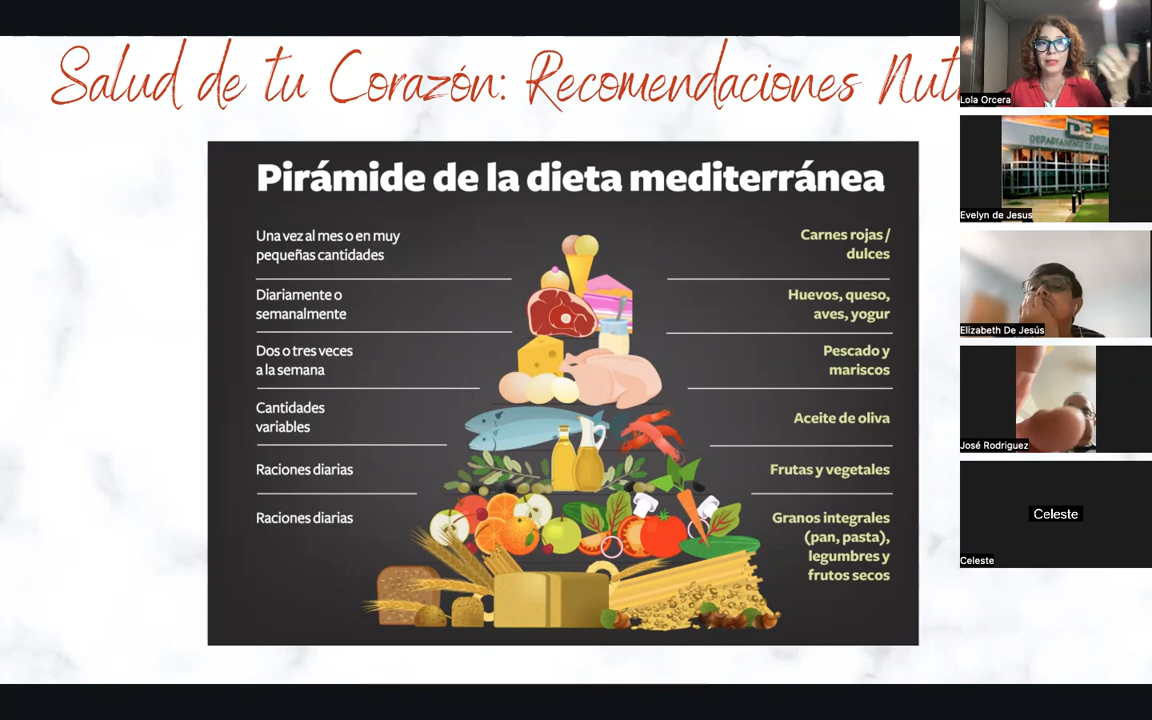 Salud de tu Corazón: Recomendaciones Nut
Pirámide de la dieta mediterránea
Una vez al mes o en muy
pequeñas cantidades
Carnes rojas/
dulces
Diariamente o
semanalmente
Huevos, queso,
aves, yogur
Dos o tres veces
a la semana
Pescado y
mariscos
Cantidades
variables
Aceite de oliva
Raciones diarias
Frutas y vegetales
Raciones diarias
Granos integrales
(pan, pasta),
legumbres y
frutos secos
Lola Orcera
DE
Evelyn de Jesus
Elizabeth De Jesús
José Rodriguez
Celeste
Celeste